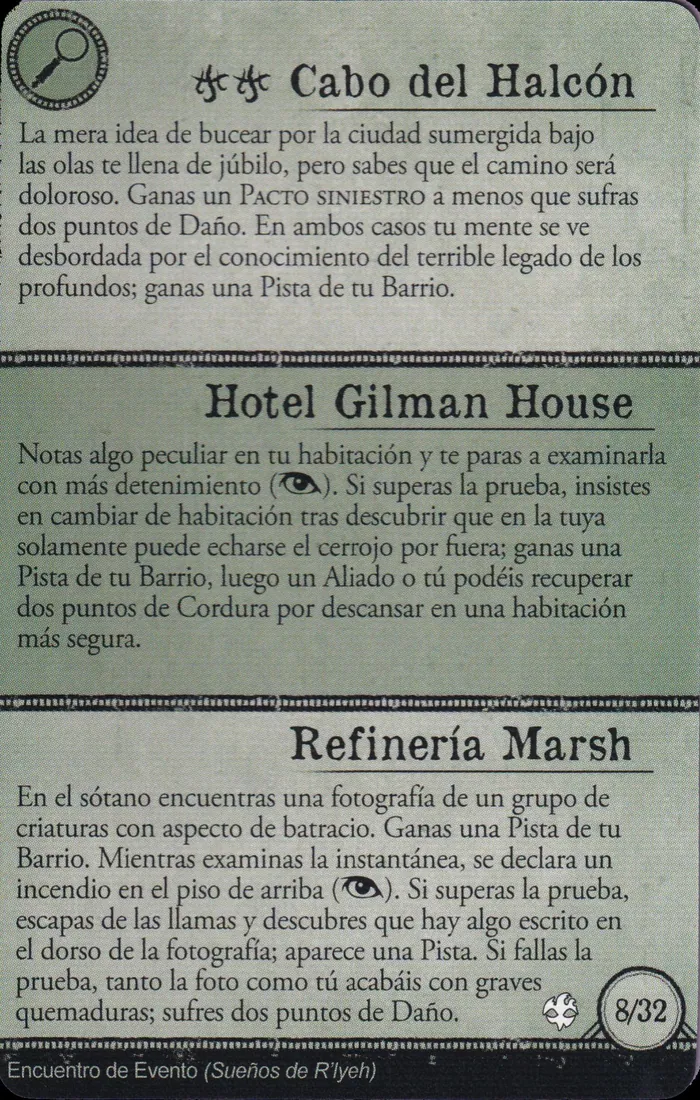 Cabo del Halcón
La mera idea de bucear por la ciudad sumergida bajo
las olas te llena de júbilo, pero sabes que el camino será
doloroso. Ganas un PACTO SINIESTRO a menos que sufras
dos puntos de Daño. En ambos casos tu mente se ve
desbordada por el conocimiento del terrible legado de los
profundos; ganas una Pista de tu Barrio.
Hotel Gilman House
Notas algo peculiar en tu habitación y te paras a examinarla
con más detenimiento (). Si superas la prueba, insistes
en cambiar de habitación tras descubrir que en la tuya
solamente puede echarse el cerrojo por fuera; ganas una
Pista de tu Barrio, luego un Aliado o tú podéis recuperar
dos puntos de Cordura por descansar en una habitación
más segura.
Refinería Marsh
En el sótano encuentras una fotografía de un grupo de
criaturas con aspecto de batracio. Ganas una Pista de tu
Barrio. Mientras examinas la instantánea, se declara un
incendio en el piso de arriba (). Si superas la prueba,
escapas de las llamas y descubres que hay algo escrito en
el dorso de la fotografía; aparece una Pista. Si fallas la
prueba, tanto la foto como tú acabáis con graves
quemaduras; sufres dos puntos de Daño.
8/32
Encuentro de Evento (Sueños de R'lyeh)